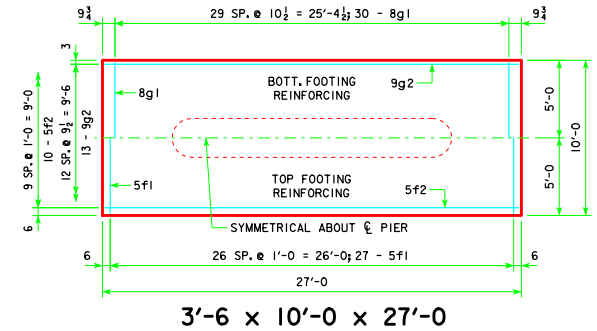 9¾ 29 SP.@ 10½ = 25'-4½; 30 - 8g1 9¾
3
BOTT. FOOTING
REINFORCING
8g1
9g2
9 SP.@ 1'-0 = 9'-0
10 - 5f2
12 SP.@ 9½ = 9'-6
13 - 9g2
5'-0
10'-0
5'-0
TOP FOOTING
REINFORCING
5f1
5f2
6
SYMMETRICAL ABOUT ℄ PIER
6 26 SP.@ 1'-0 = 26'-0; 27 - 5f1 6
27'-0
3'-6 x 10'-0 x 27'-0